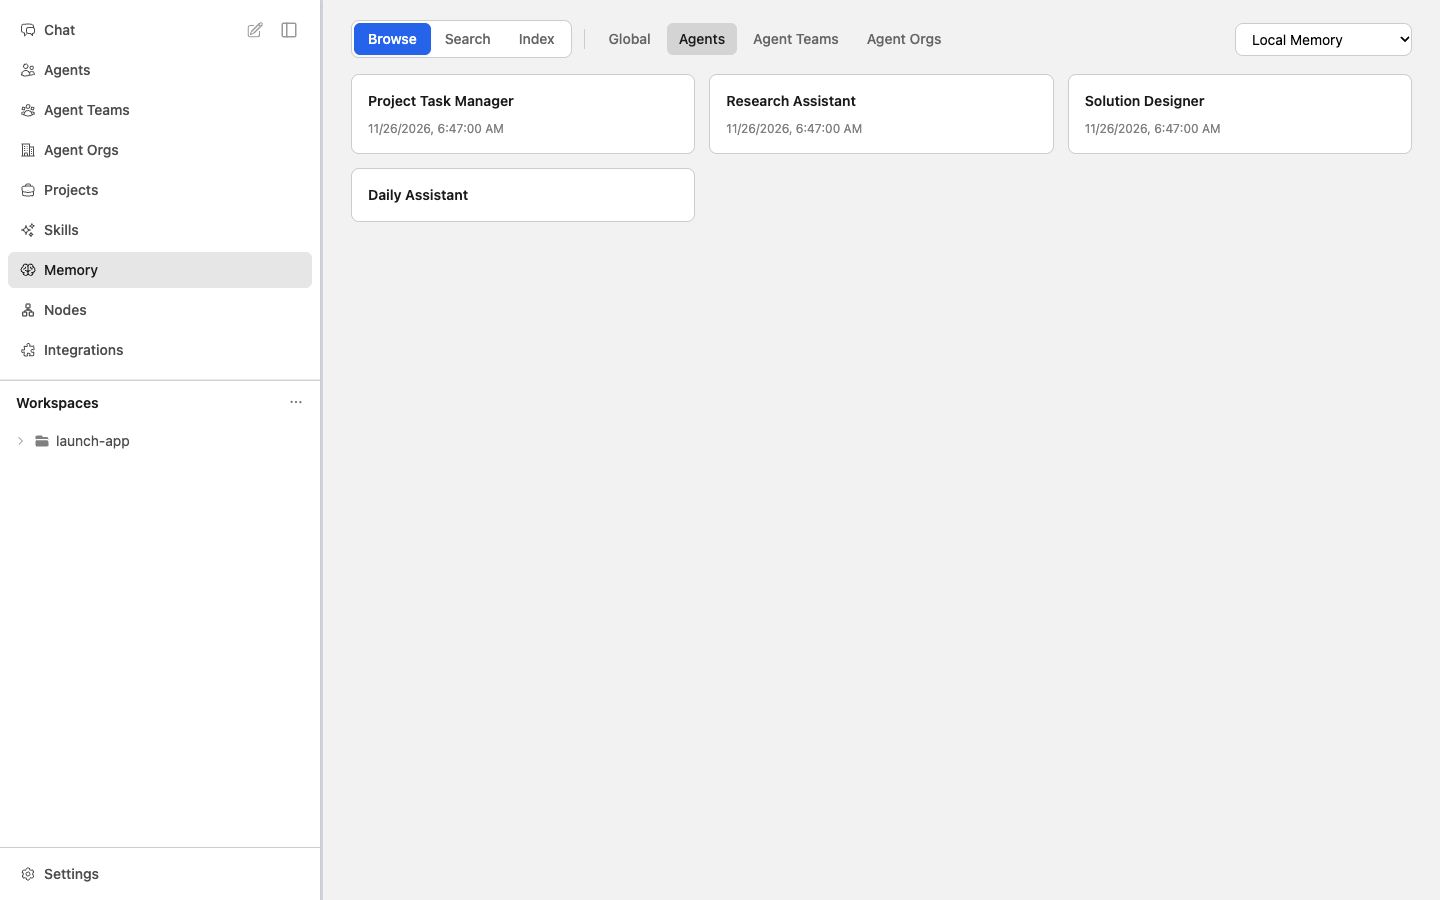 Chat
Agents
Agent Teams
Agent Orgs
Projects
Skills
Memory
Nodes
Integrations
Workspaces
launch-app
Settings
Browse Search Index Global Agents Agent Teams Agent Orgs Local Memory
Project Task Manager
11/26/2026, 6:47:00 AM
Research Assistant
11/26/2026, 6:47:00 AM
Solution Designer
11/26/2026, 6:47:00 AM
Daily Assistant